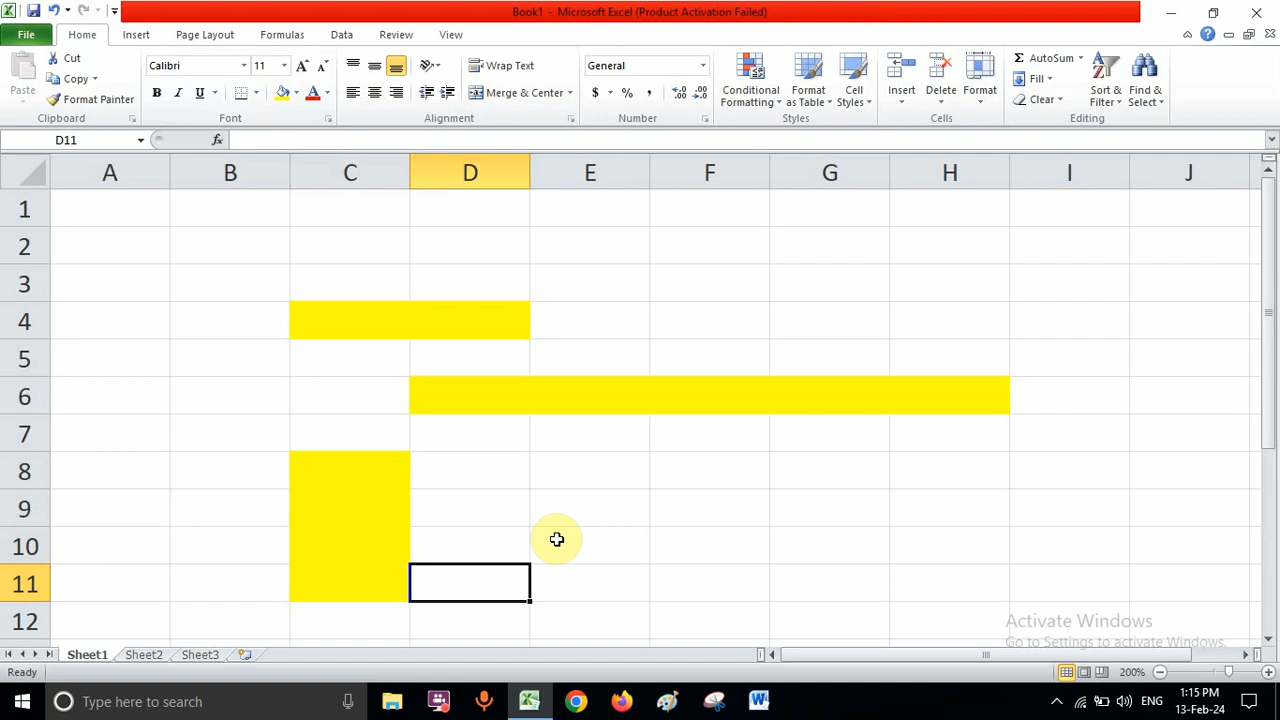 Book1 - Microsoft Excel (Product Activation Failed)
File Home Insert Page Layout Formulas Data Review View
Paste
Cut
Copy
Format Painter
Clipboard
Calibri 11
B I U
Font
Wrap Text
Merge & Center
Alignment
General
$ % ,
Number
Conditional Formatting
Format as Table
Cell Styles
Styles
Insert Delete Format
Cells
AutoSum
Fill
Clear
Sort & Filter
Find & Select
Editing
D11 fx
A B C D E F G H I J
1
2
3
4
5
6
7
8
9
10
11
12
Activate Windows
Go to Settings to activate Windows.
Sheet1 Sheet2 Sheet3
Ready 200%
Type here to search
ENG
1:15 PM
13-Feb-24